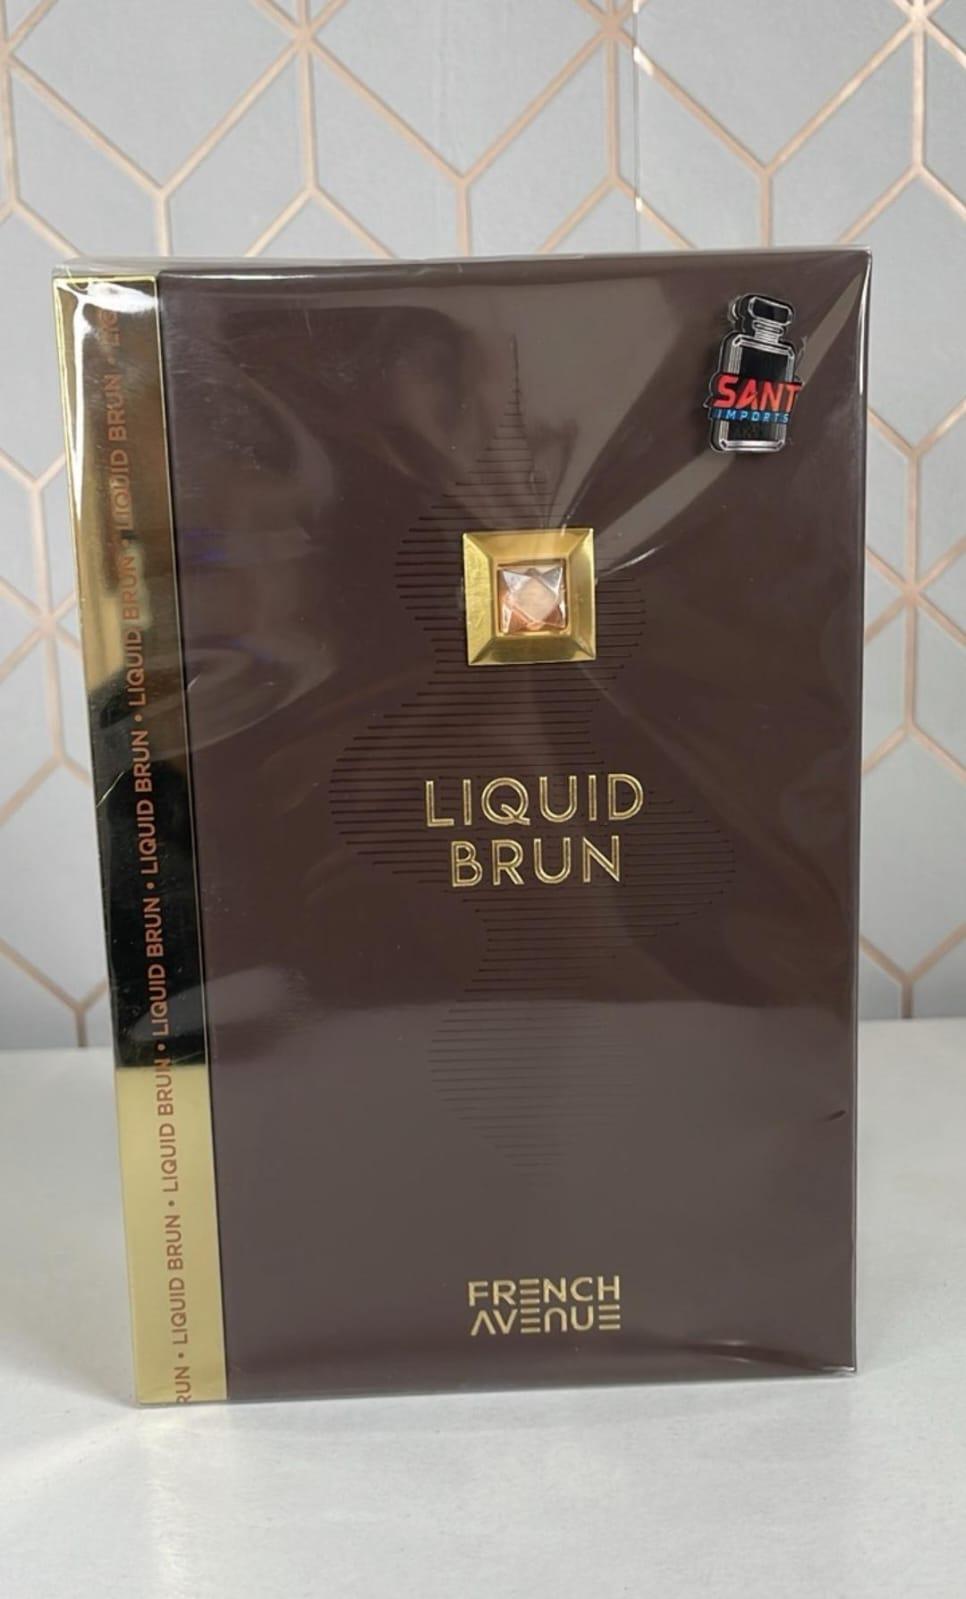 SANT
IMPORTS
LIQUID
BRUN
FRENCH
AVENUE
RUN • LIQUID BRUN • LIQUID BRUN • LIQUID BRUN • LIQUID BRUN • LIQUID BRUN • LIQUID BRUN • LIQ